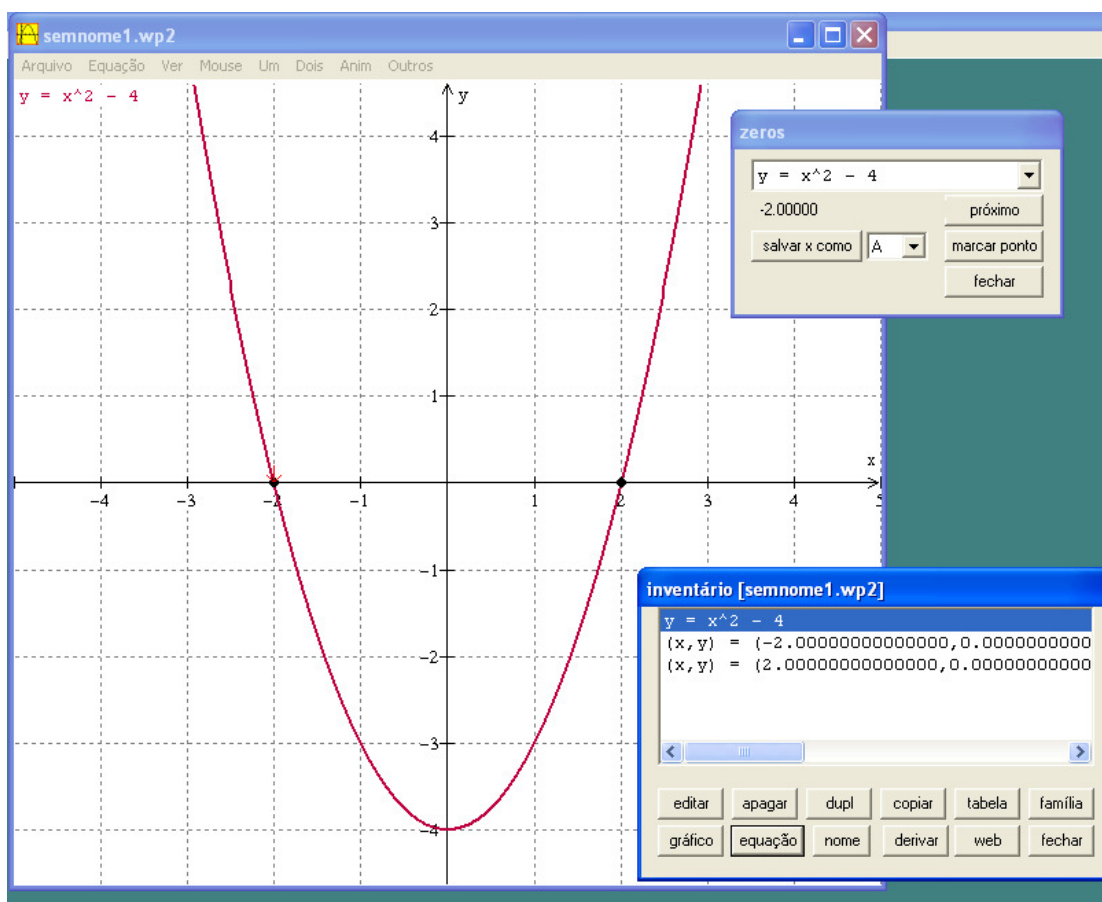 semnome1.wp2
Arquivo Equação Ver Mouse Um Dois Anim Outros
y = x^2 - 4
y
4
3
2
1
x
-4 -3 -2 -1 1 2 3 4 5
-1
-2
-3
-4
zeros
y = x^2 - 4
-2.00000
próximo
salvar x como A marcar ponto
fechar
inventário [semnome1.wp2]
y = x^2 - 4
(x,y) = (-2.00000000000000,0.0000000000
(x,y) = (2.00000000000000,0.00000000000
editar apagar dupl copiar tabela família
gráfico equação nome derivar web fechar